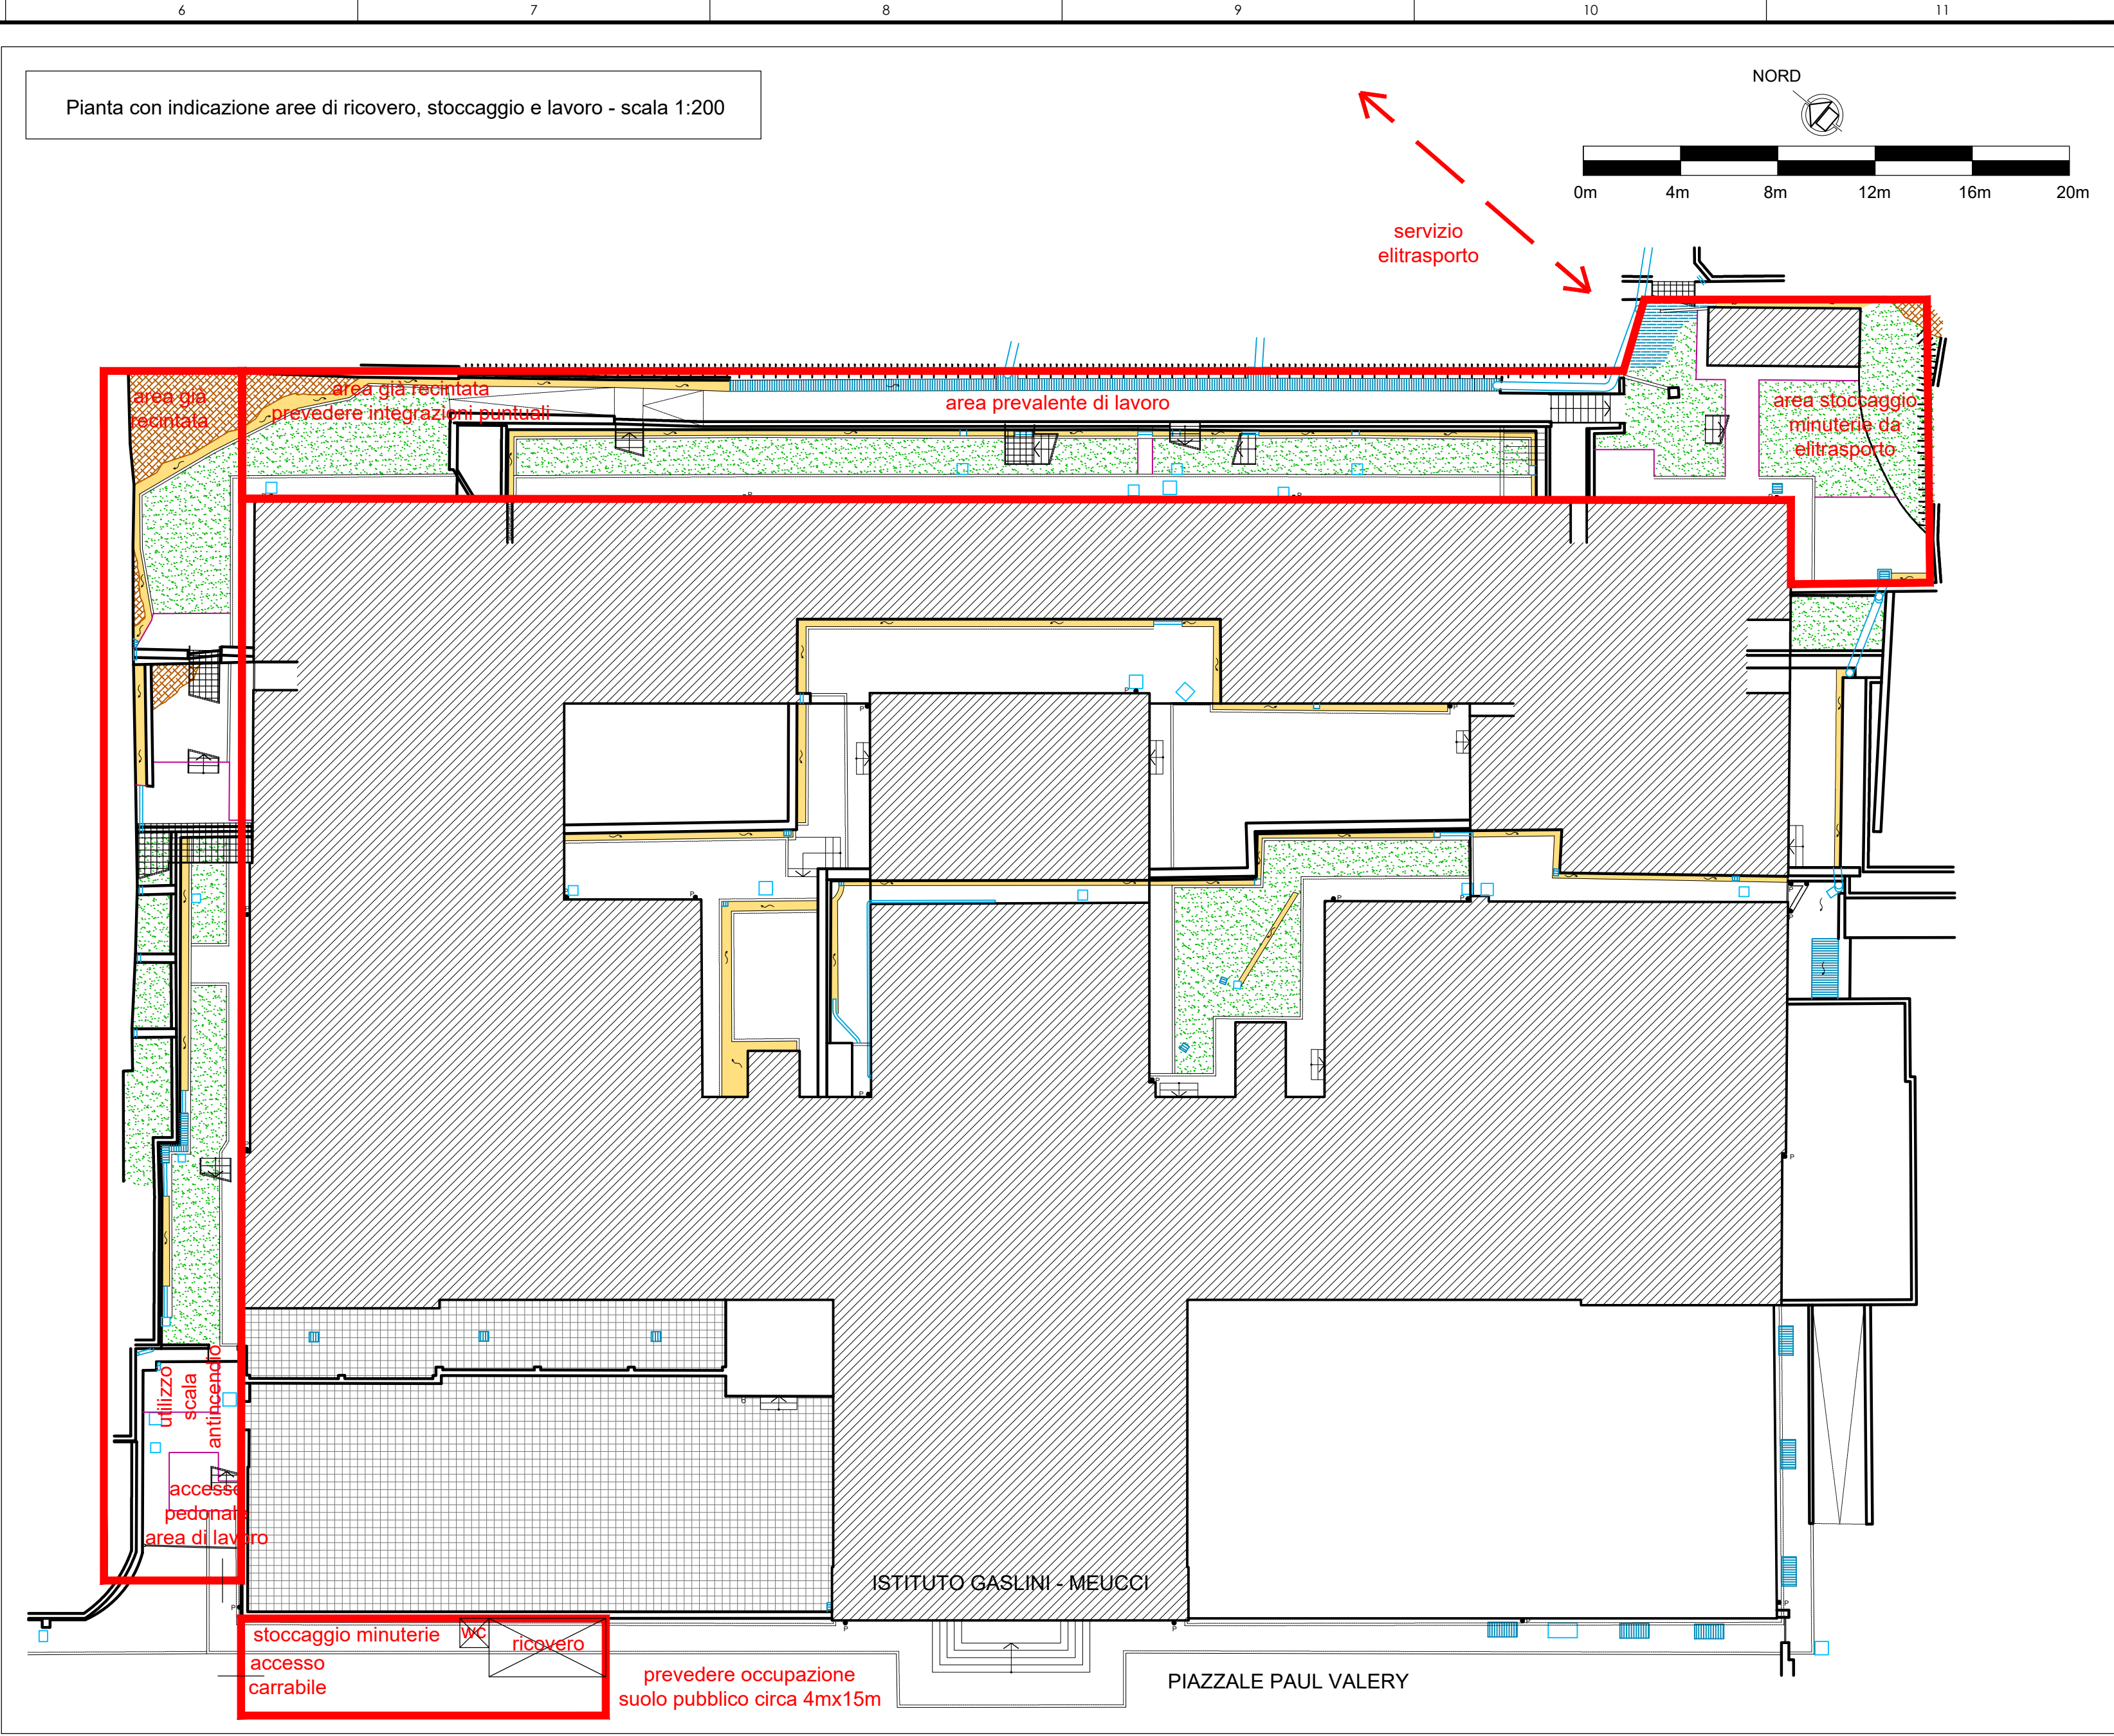 6 7 8 9 10 11
Pianta con indicazione aree di ricovero, stoccaggio e lavoro - scala 1:200
NORD
0m 4m 8m 12m 16m 20m
servizio
elitrasporto
area già
recintata
area già recintata
prevedere integrazioni puntuali
area prevalente di lavoro
area stoccaggio
minuterie da
elitrasporto
utilizzo
scala
antincendio
accesso
pedonale
area di lavoro
ISTITUTO GASLINI - MEUCCI
stoccaggio minuterie
wc
ricovero
accesso
carrabile
prevedere occupazione
suolo pubblico circa 4mx15m
PIAZZALE PAUL VALERY